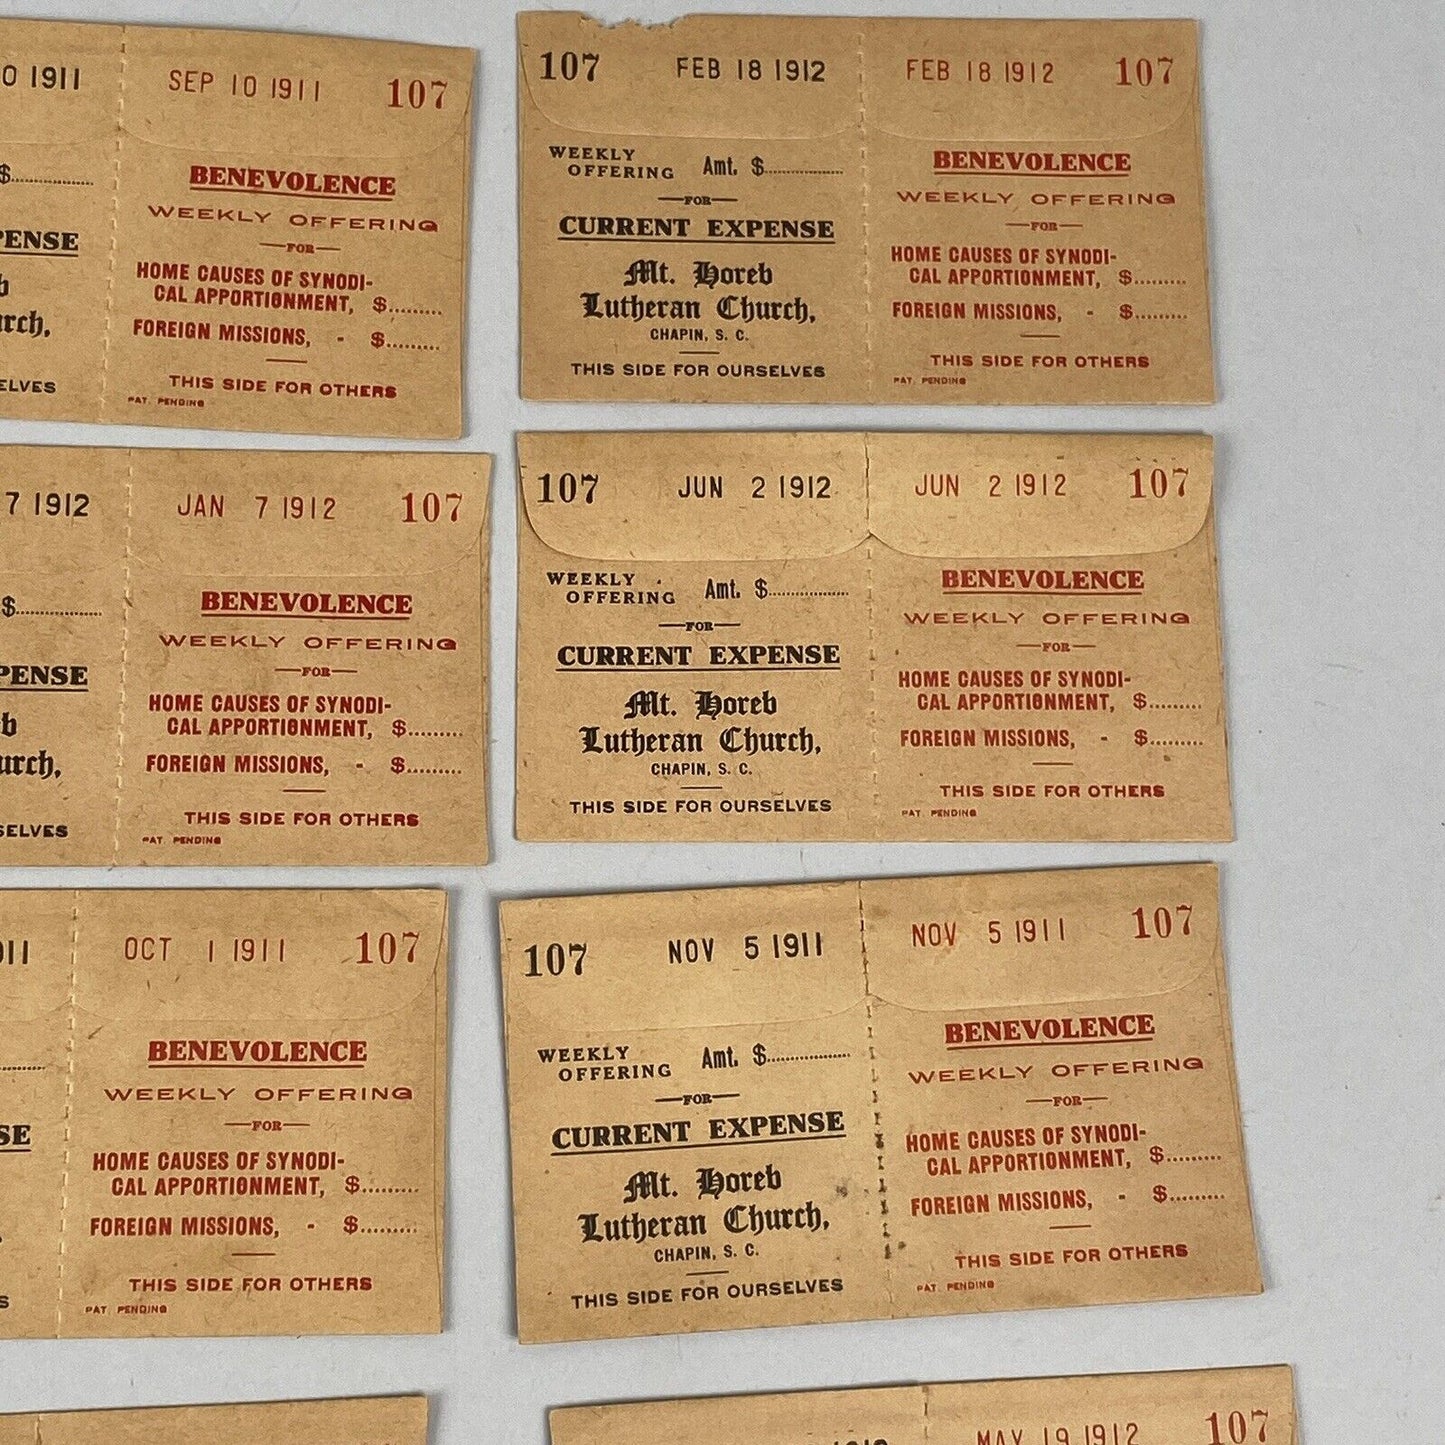 0 1911
SEP 10 1911 107
$
BENEVOLENCE
WEEKLY OFFERING
FOR
HOME CAUSES OF SYNODI-
CAL APPORTIONMENT, $
FOREIGN MISSIONS, - $
THIS SIDE FOR OTHERS
PAT. PENDING
107 FEB 18 1912
WEEKLY
OFFERING Amt. $
FOR
CURRENT EXPENSE
Mt. Horeb
Lutheran Church,
CHAPIN, S. C.
THIS SIDE FOR OURSELVES
FEB 18 1912 107
BENEVOLENCE
WEEKLY OFFERING
FOR
HOME CAUSES OF SYNODI-
CAL APPORTIONMENT, $
FOREIGN MISSIONS, - $
THIS SIDE FOR OTHERS
PAT. PENDING
7 1912
$
JAN 7 1912 107
BENEVOLENCE
WEEKLY OFFERING
FOR
HOME CAUSES OF SYNODI-
CAL APPORTIONMENT, $
FOREIGN MISSIONS, - $
THIS SIDE FOR OTHERS
PAT. PENDING
107 JUN 2 1912
WEEKLY
OFFERING Amt. $
FOR
CURRENT EXPENSE
Mt. Horeb
Lutheran Church,
CHAPIN, S. C.
THIS SIDE FOR OURSELVES
JUN 2 1912 107
BENEVOLENCE
WEEKLY OFFERING
FOR
HOME CAUSES OF SYNODI-
CAL APPORTIONMENT, $
FOREIGN MISSIONS, - $
THIS SIDE FOR OTHERS
PAT. PENDING
OCT 1 1911 107
BENEVOLENCE
WEEKLY OFFERING
FOR
HOME CAUSES OF SYNODI-
CAL APPORTIONMENT, $
FOREIGN MISSIONS, - $
THIS SIDE FOR OTHERS
PAT. PENDING
107 NOV 5 1911
WEEKLY
OFFERING Amt. $
FOR
CURRENT EXPENSE
Mt. Horeb
Lutheran Church,
CHAPIN, S. C.
THIS SIDE FOR OURSELVES
NOV 5 1911 107
BENEVOLENCE
WEEKLY OFFERING
FOR
HOME CAUSES OF SYNODI-
CAL APPORTIONMENT, $
FOREIGN MISSIONS, - $
THIS SIDE FOR OTHERS
PAT. PENDING
MAY 19 1912 107